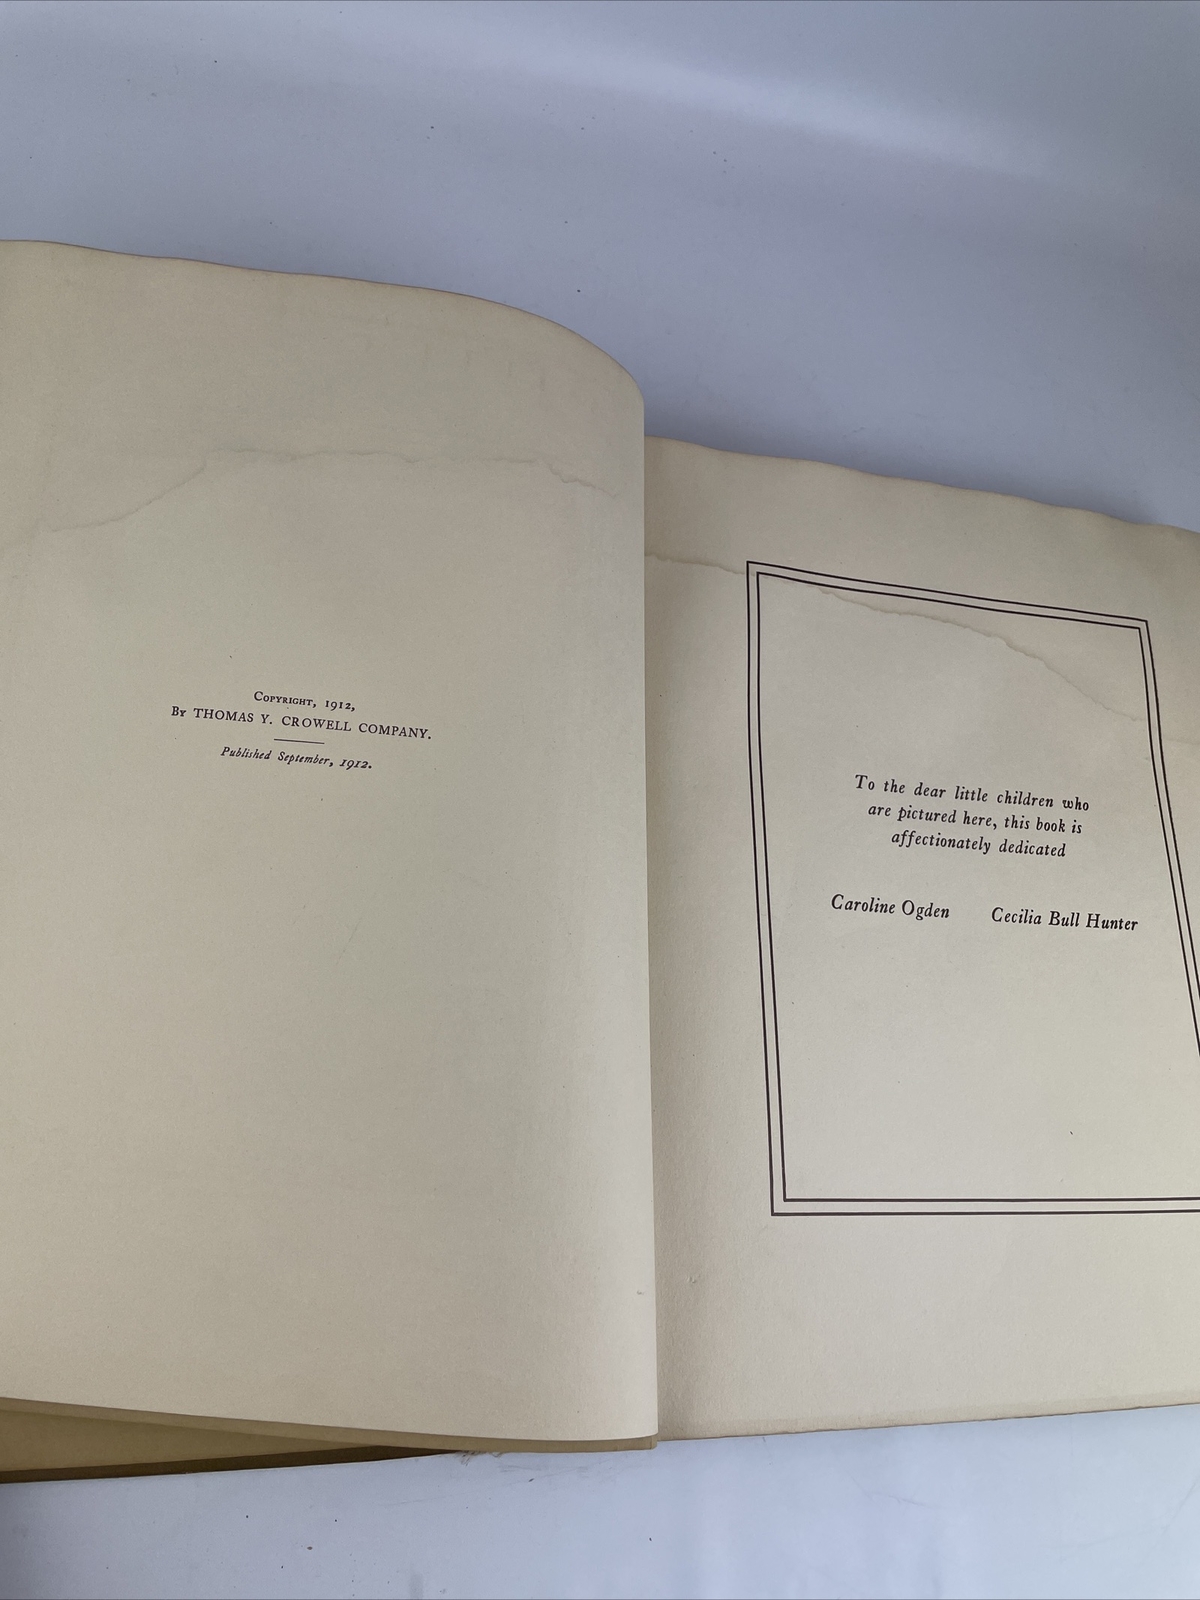 Copyright, 1912,
By THOMAS Y. CROWELL COMPANY.
Published September, 1912.
To the dear little children who
are pictured here, this book is
affectionately dedicated
Caroline Ogden Cecilia Bull Hunter